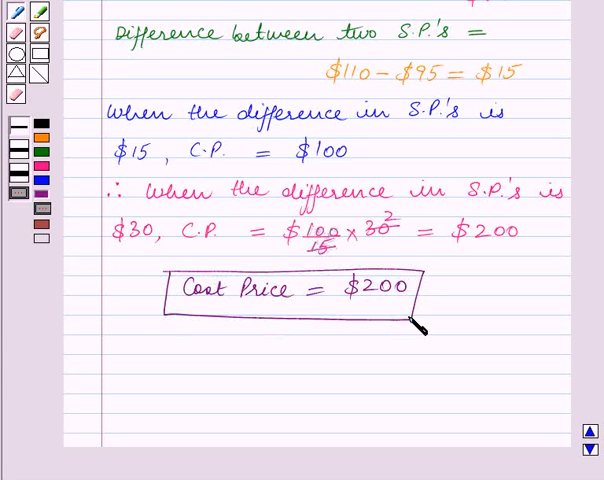 Difference between two S.P.'s =
$110 - $95 = $15
When the difference in S.P.'s is
$15, C.P. = $100
∴ When the difference in S.P.'s is
$30, C.P. = $100/15 × 30 2 = $200
Cost Price = $200